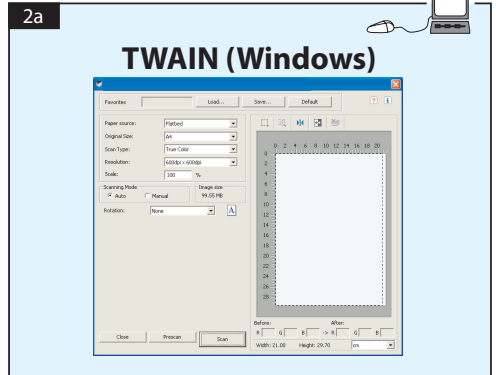 2a
TWAIN (Windows)
Favorites Load... Save... Default ? i
Paper source: Flatbed
Original Size: A4
Scan Type: True Color
Resolution: 600dpi x 600dpi
Scale: 100 %
Scanning Mode Image size
Auto Manual 99.55 MB
Rotation: None A
0 2 4 6 8 10 12 14 16 18 20
0
2
4
6
8
10
12
14
16
18
20
22
24
26
28
Before: After:
R G B -> R G B
Close Prescan Scan
Width: 21.00 Height: 29.70 cm